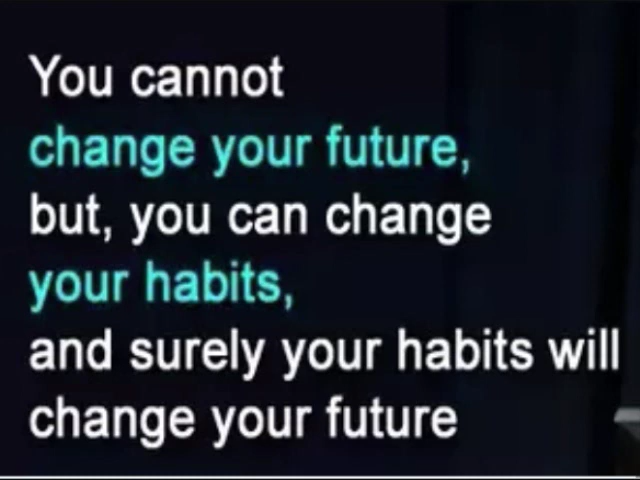 You cannot
change your future,
but, you can change
your habits,
and surely your habits will
change your future